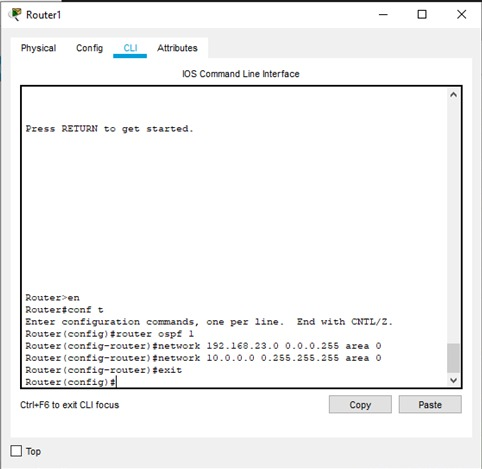 Router1
Physical Config CLI Attributes
IOS Command Line Interface
Press RETURN to get started.
Router>en
Router#conf t
Enter configuration commands, one per line.  End with CNTL/Z.
Router(config)#router ospf 1
Router(config-router)#network 192.168.23.0 0.0.0.255 area 0
Router(config-router)#network 10.0.0.0 0.255.255.255 area 0
Router(config-router)#exit
Router(config)#
Ctrl+F6 to exit CLI focus Copy Paste
Top